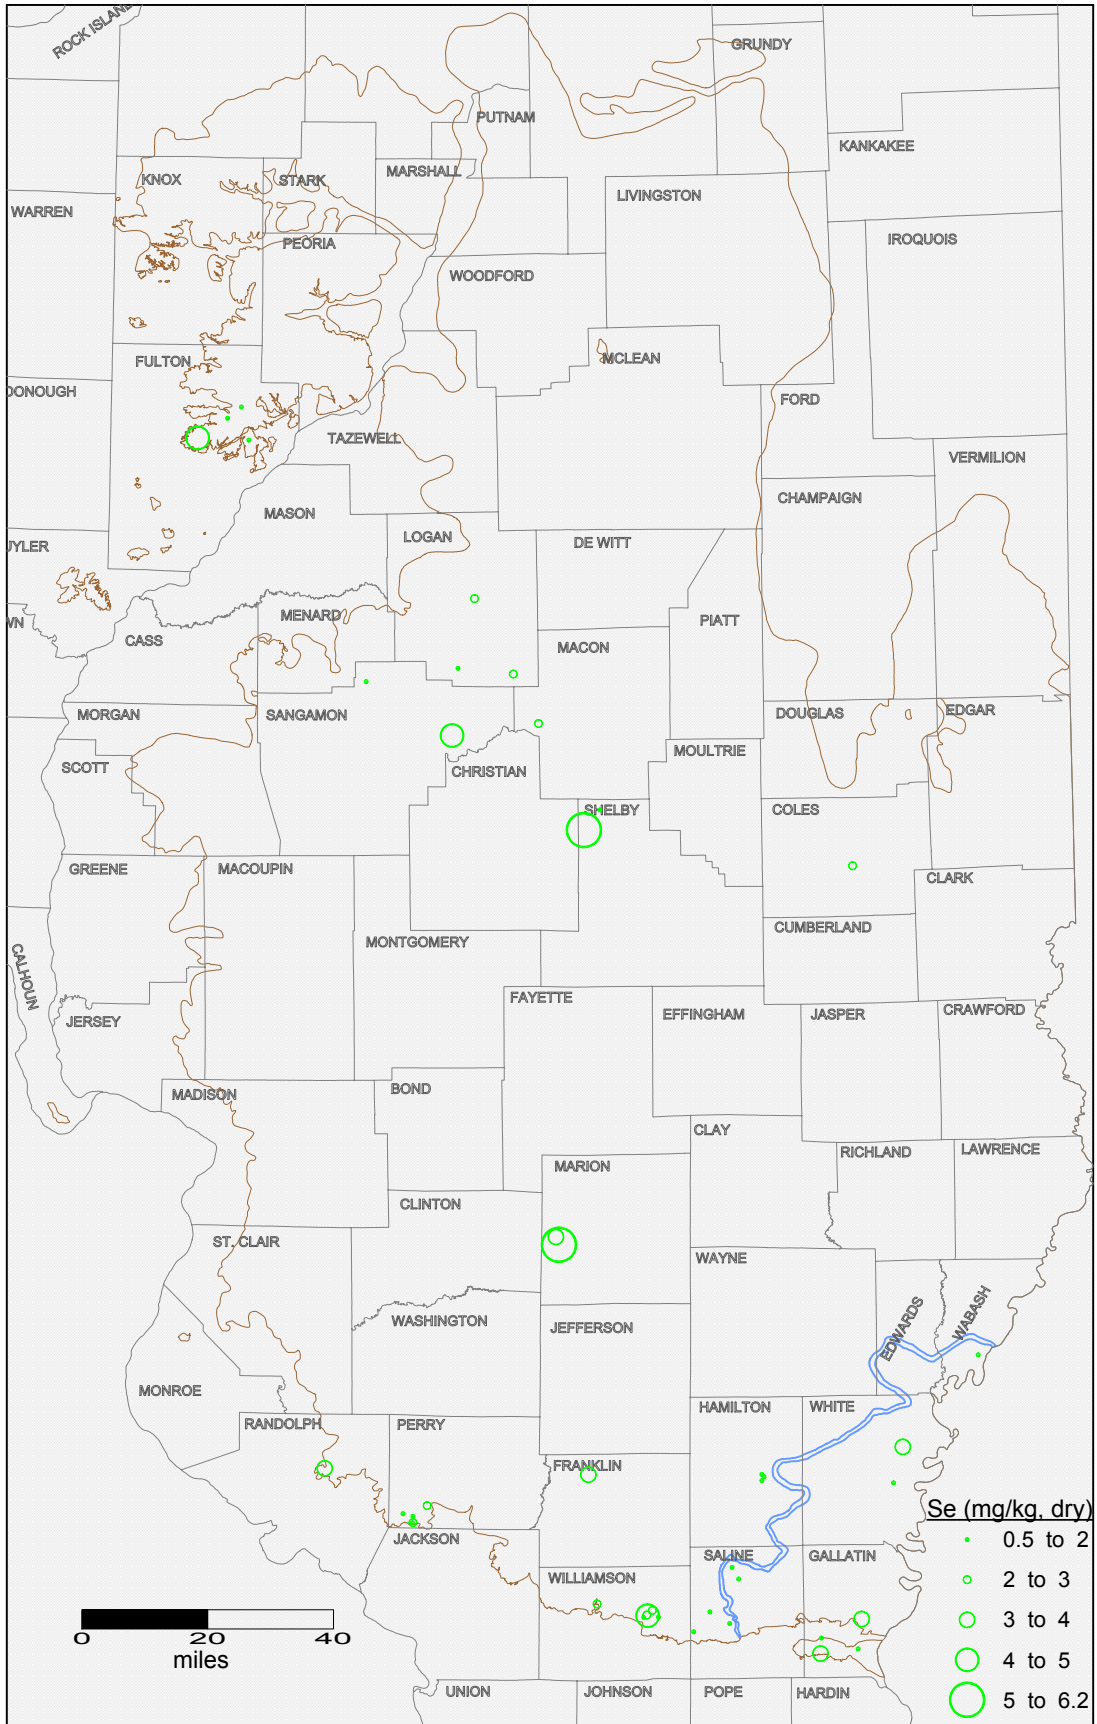 ROCK ISLAND
GRUNDY
PUTNAM
KANKAKEE
KNOX
STARK
MARSHALL
LIVINGSTON
WARREN
PEORIA
IROQUOIS
WOODFORD
FULTON
MCLEAN
DONOUGH
FORD
TAZEWELL
VERMILION
CHAMPAIGN
MASON
LOGAN
DE WITT
UYLER
MENARD
PIATT
WN
CASS
MACON
MORGAN
SANGAMON
DOUGLAS
EDGAR
MOULTRIE
SCOTT
CHRISTIAN
SHELBY
COLES
GREENE
MACOUPIN
CLARK
CUMBERLAND
MONTGOMERY
CALHOUN
FAYETTE
JERSEY
EFFINGHAM
JASPER
CRAWFORD
MADISON
BOND
CLAY
RICHLAND
LAWRENCE
MARION
CLINTON
ST. CLAIR
WAYNE
EDWARDS
WABASH
WASHINGTON
JEFFERSON
MONROE
RANDOLPH
PERRY
HAMILTON
WHITE
FRANKLIN
JACKSON
SALINE
GALLATIN
WILLIAMSON
UNION
JOHNSON
POPE
HARDIN
0 20 40
miles
Se (mg/kg, dry)
0.5 to 2
2 to 3
3 to 4
4 to 5
5 to 6.2